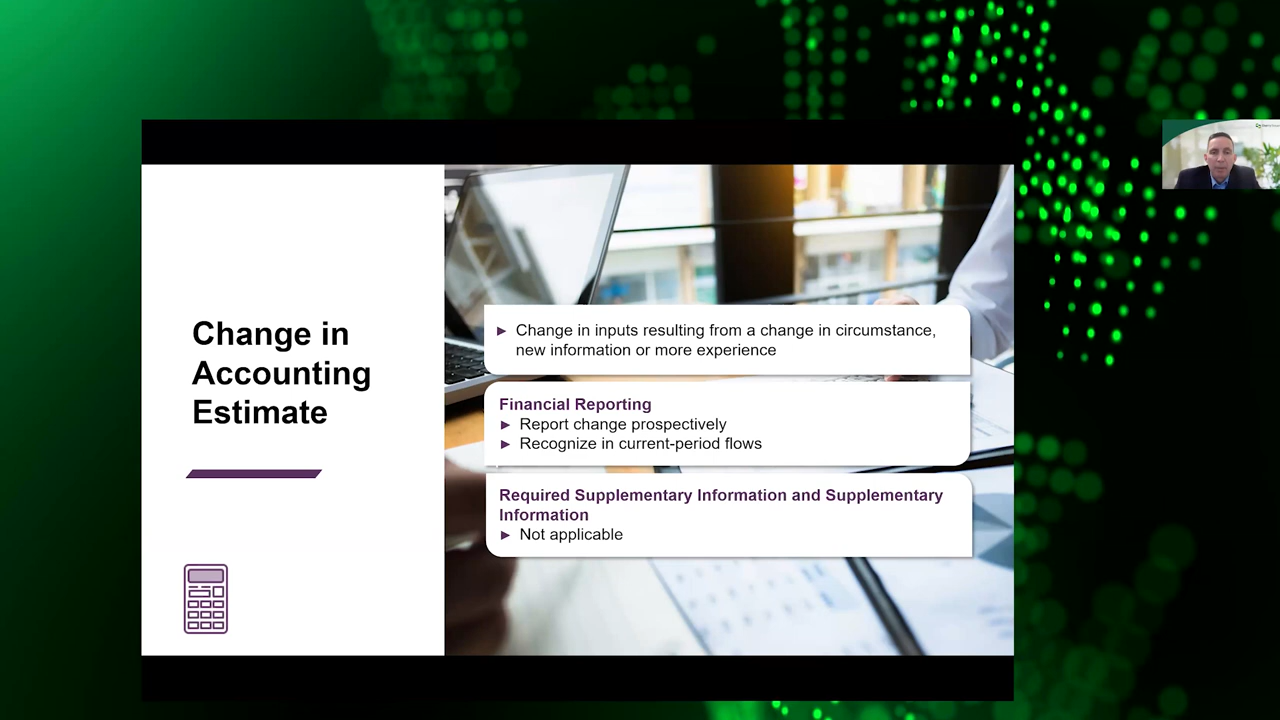 Change in
Accounting
Estimate
► Change in inputs resulting from a change in circumstance,
new information or more experience
Financial Reporting
► Report change prospectively
► Recognize in current-period flows
Required Supplementary Information and Supplementary
Information
► Not applicable